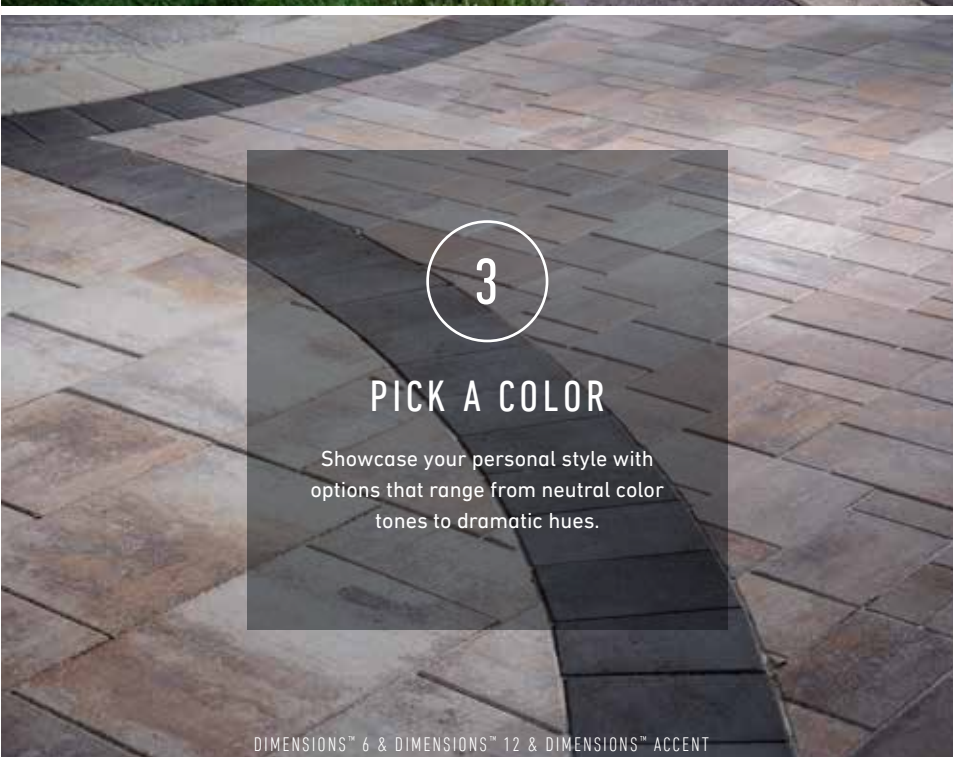 3
PICK A COLOR
Showcase your personal style with
options that range from neutral color
tones to dramatic hues.
DIMENSIONS™ 6 & DIMENSIONS™ 12 & DIMENSIONS™ ACCENT